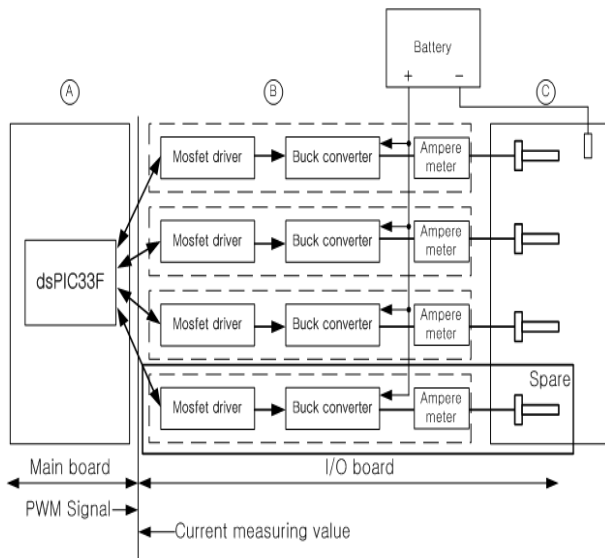 Battery
+ −
A
B
C
Mosfet driver
Buck converter
Ampere
meter
Mosfet driver
Buck converter
Ampere
meter
dsPIC33F
Mosfet driver
Buck converter
Ampere
meter
Spare
Mosfet driver
Buck converter
Ampere
meter
Main board
I/O board
PWM Signal
Current measuring value